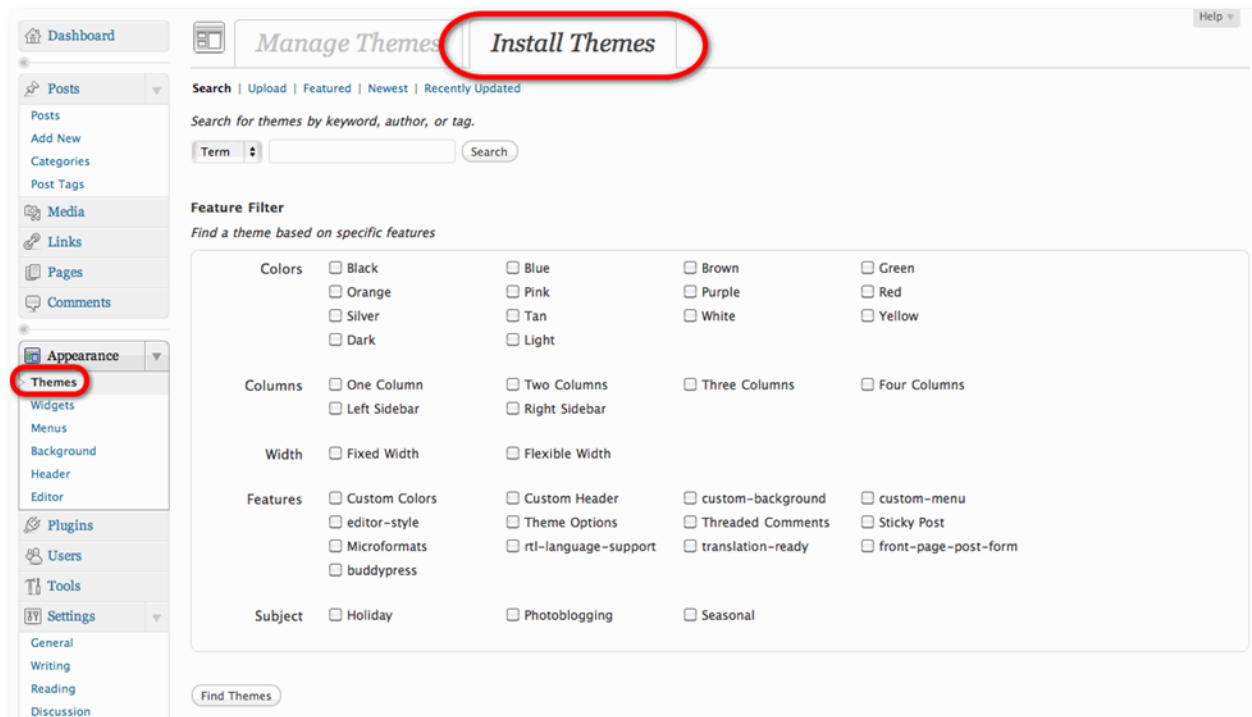 Help
Dashboard
Posts
Posts
Add New
Categories
Post Tags
Media
Links
Pages
Comments
Appearance
Themes
Widgets
Menus
Background
Header
Editor
Plugins
Users
Tools
Settings
General
Writing
Reading
Discussion
Manage Themes Install Themes
Search | Upload | Featured | Newest | Recently Updated
Search for themes by keyword, author, or tag.
Term Search
Feature Filter
Find a theme based on specific features
Colors Black Blue Brown Green
Orange Pink Purple Red
Silver Tan White Yellow
Dark Light
Columns One Column Two Columns Three Columns Four Columns
Left Sidebar Right Sidebar
Width Fixed Width Flexible Width
Features Custom Colors Custom Header custom-background custom-menu
editor-style Theme Options Threaded Comments Sticky Post
Microformats rtl-language-support translation-ready front-page-post-form
buddypress
Subject Holiday Photoblogging Seasonal
Find Themes